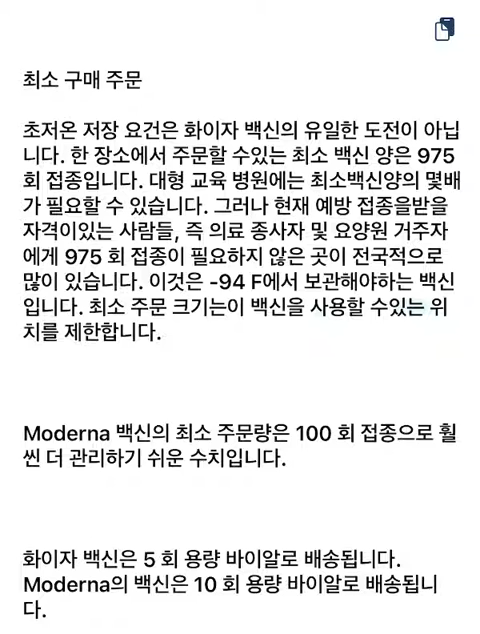 최소 구매 주문
초저온 저장 요건은 화이자 백신의 유일한 도전이 아닙
니다. 한 장소에서 주문할 수있는 최소 백신 양은 975
회 접종입니다. 대형 교육 병원에는 최소백신양의 몇배
가 필요할 수 있습니다. 그러나 현재 예방 접종을받을
자격이있는 사람들, 즉 의료 종사자 및 요양원 거주자
에게 975 회 접종이 필요하지 않은 곳이 전국적으로
많이 있습니다. 이것은 -94 F에서 보관해야하는 백신
입니다. 최소 주문 크기는이 백신을 사용할 수있는 위
치를 제한합니다.
Moderna 백신의 최소 주문량은 100 회 접종으로 훨
씬 더 관리하기 쉬운 수치입니다.
화이자 백신은 5 회 용량 바이알로 배송됩니다.
Moderna의 백신은 10 회 용량 바이알로 배송됩니
다.